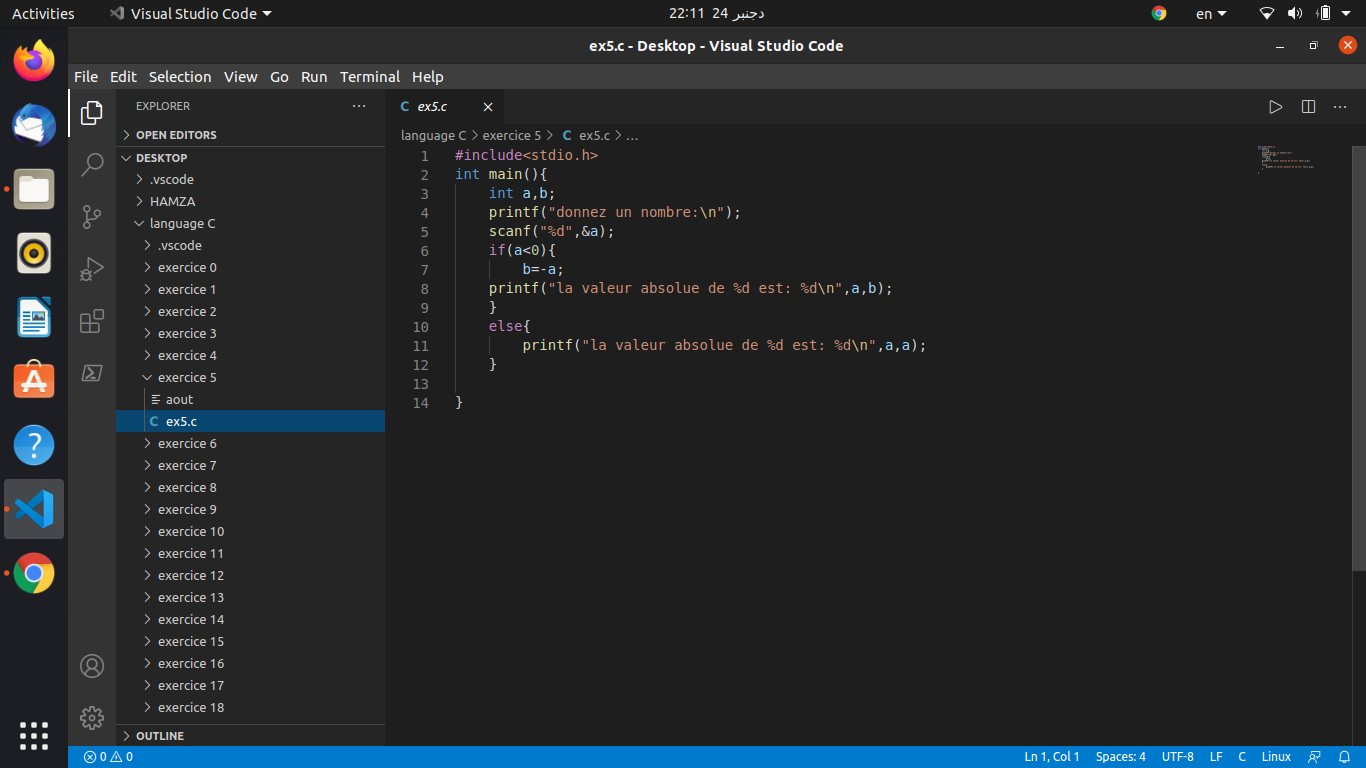 Activities Visual Studio Code 22:11 24 دجنبر en
ex5.c - Desktop - Visual Studio Code
File Edit Selection View Go Run Terminal Help
EXPLORER
OPEN EDITORS
DESKTOP
.vscode
HAMZA
language C
.vscode
exercice 0
exercice 1
exercice 2
exercice 3
exercice 4
exercice 5
aout
ex5.c
exercice 6
exercice 7
exercice 8
exercice 9
exercice 10
exercice 11
exercice 12
exercice 13
exercice 14
exercice 15
exercice 16
exercice 17
exercice 18
OUTLINE
C ex5.c
language C > exercice 5 > C ex5.c > ...
1 #include<stdio.h>
2 int main(){
3     int a,b;
4     printf("donnez un nombre:\n");
5     scanf("%d",&a);
6     if(a<0){
7         b=-a;
8     printf("la valeur absolue de %d est: %d\n",a,b);
9     }
10     else{
11         printf("la valeur absolue de %d est: %d\n",a,a);
12     }
13
14 }
0 0 Ln 1, Col 1 Spaces: 4 UTF-8 LF C Linux